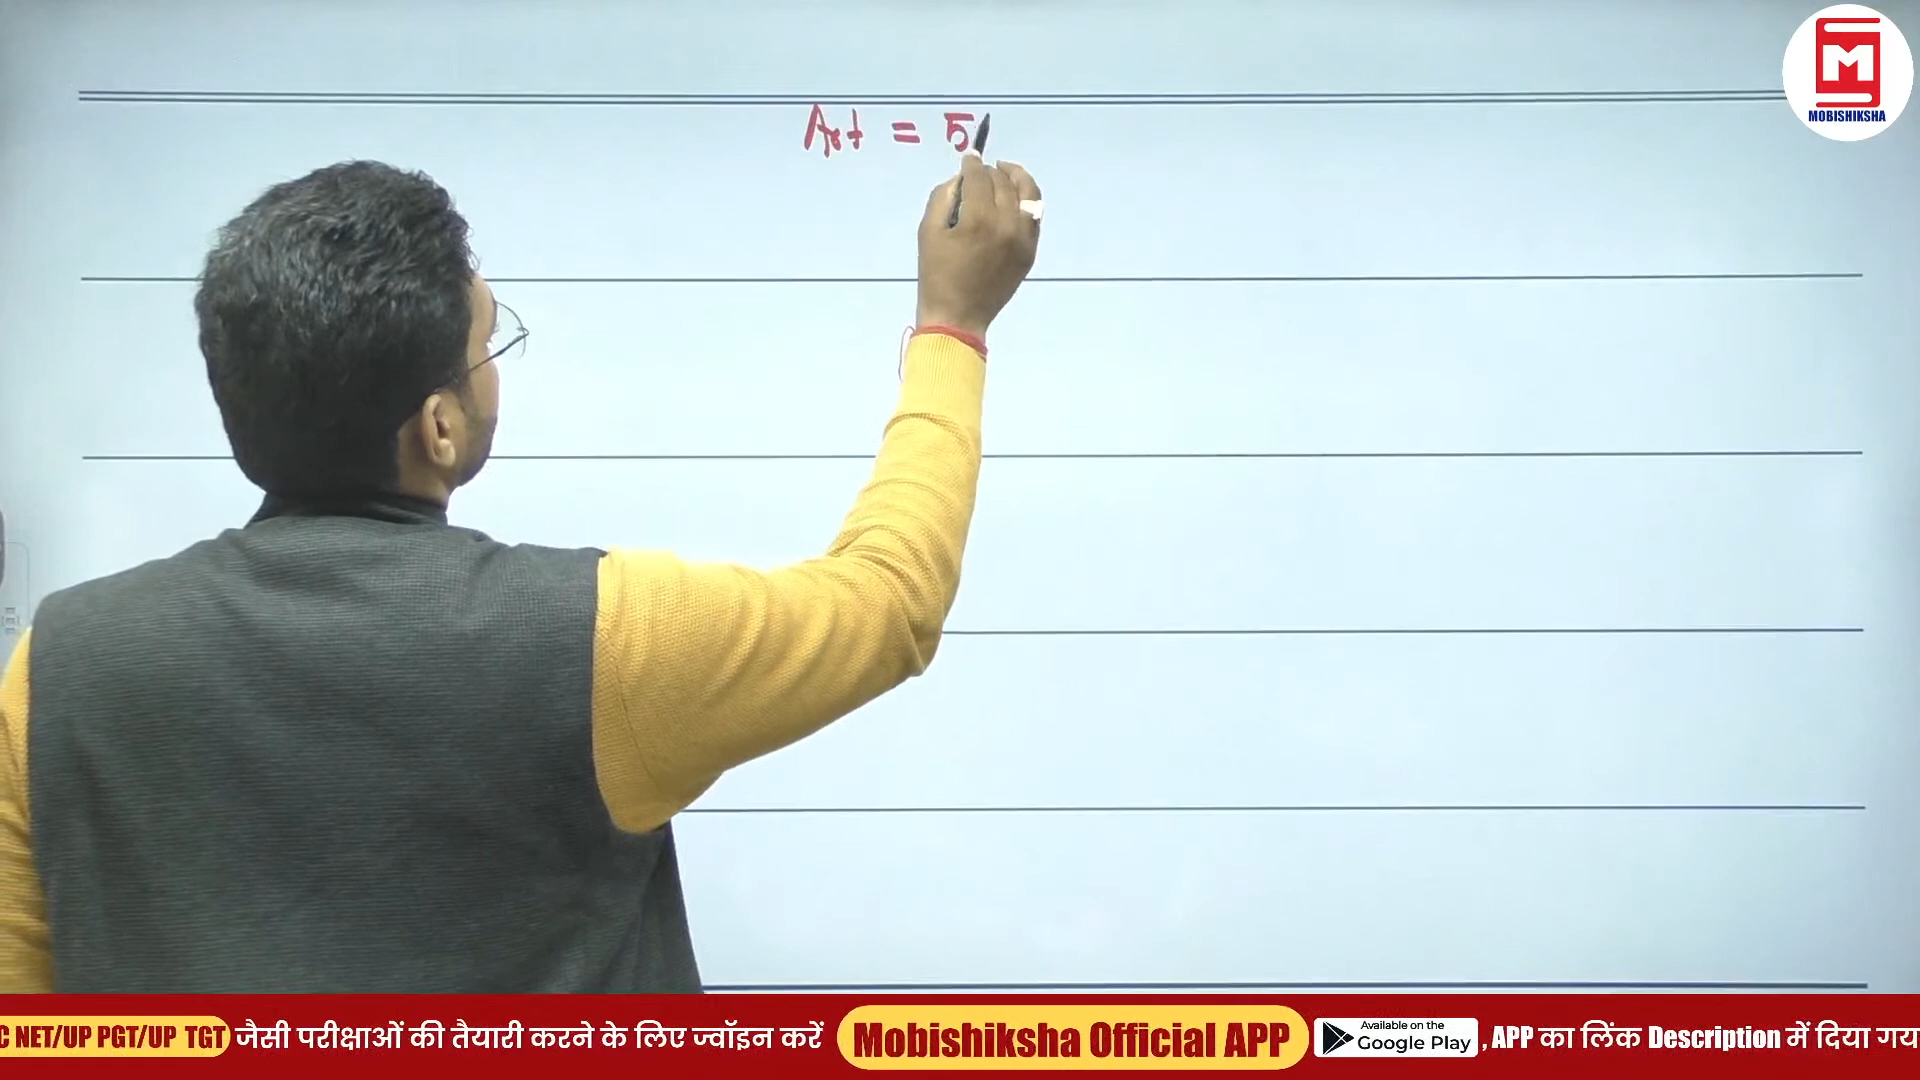 M
MOBISHIKSHA
Art = 5
C NET/UP PGT/UP TGT जैसी परीक्षाओं की तैयारी करने के लिए ज्वॉइन करें Mobishiksha Official APP Available on the Google Play , APP का लिंक Description में दिया गय